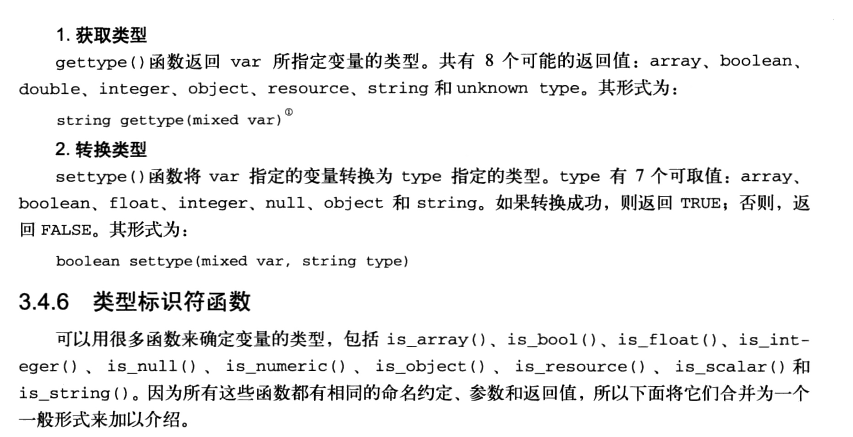 1. 获取类型
gettype()函数返回 var 所指定变量的类型。共有 8 个可能的返回值：array、boolean、
double、integer、object、resource、string 和 unknown type。其形式为：
string gettype(mixed var)①
2. 转换类型
settype()函数将 var 指定的变量转换为 type 指定的类型。type 有 7 个可取值：array、
boolean、float、integer、null、object 和 string。如果转换成功，则返回 TRUE；否则，返
回 FALSE。其形式为：
boolean settype(mixed var, string type)
3.4.6 类型标识符函数
可以用很多函数来确定变量的类型，包括 is_array()、is_bool()、is_float()、is_int-
eger()、is_null()、is_numeric()、is_object()、is_resource()、is_scalar()和
is_string()。因为所有这些函数都有相同的命名约定、参数和返回值，所以下面将它们合并为一个
一般形式来加以介绍。